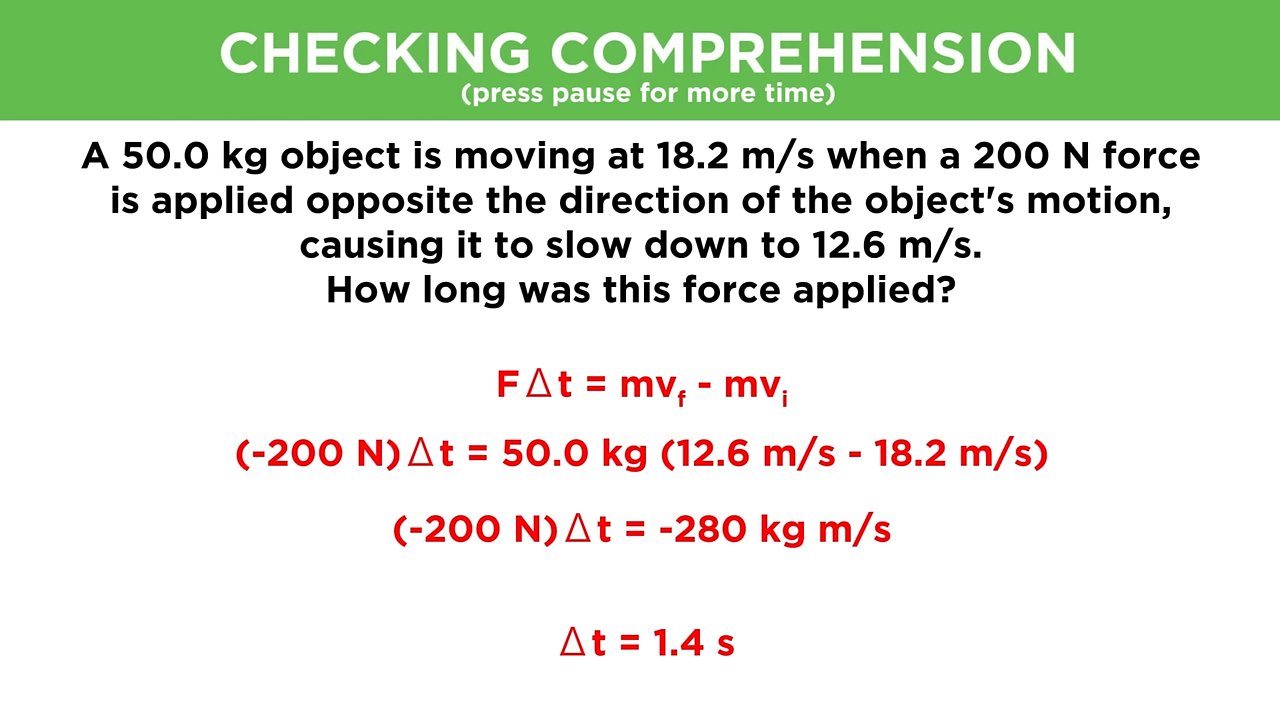 CHECKING COMPREHENSION
(press pause for more time)
A 50.0 kg object is moving at 18.2 m/s when a 200 N force
is applied opposite the direction of the object's motion,
causing it to slow down to 12.6 m/s.
How long was this force applied?
FΔt = mv_f - mv_i
(-200 N)Δt = 50.0 kg (12.6 m/s - 18.2 m/s)
(-200 N)Δt = -280 kg m/s
Δt = 1.4 s